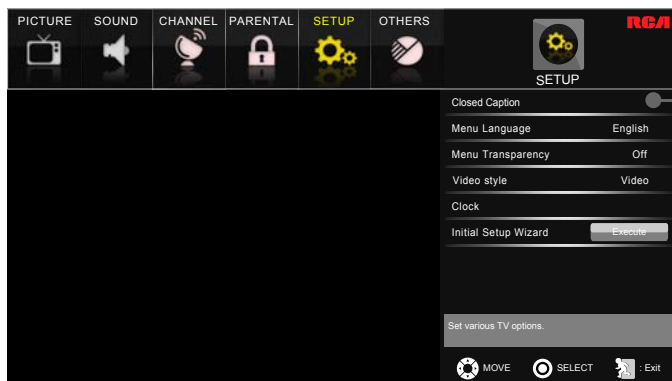 PICTURE SOUND CHANNEL PARENTAL SETUP OTHERS
RCA
SETUP
Closed Caption
Menu Language English
Menu Transparency Off
Video style Video
Clock
Initial Setup Wizard Execute
Set various TV options.
MOVE SELECT : Exit